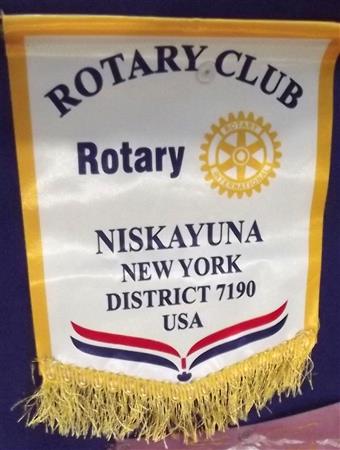 ROTARY CLUB
Rotary
ROTARY
INTERNATIONAL
NISKAYUNA
NEW YORK
DISTRICT 7190
USA